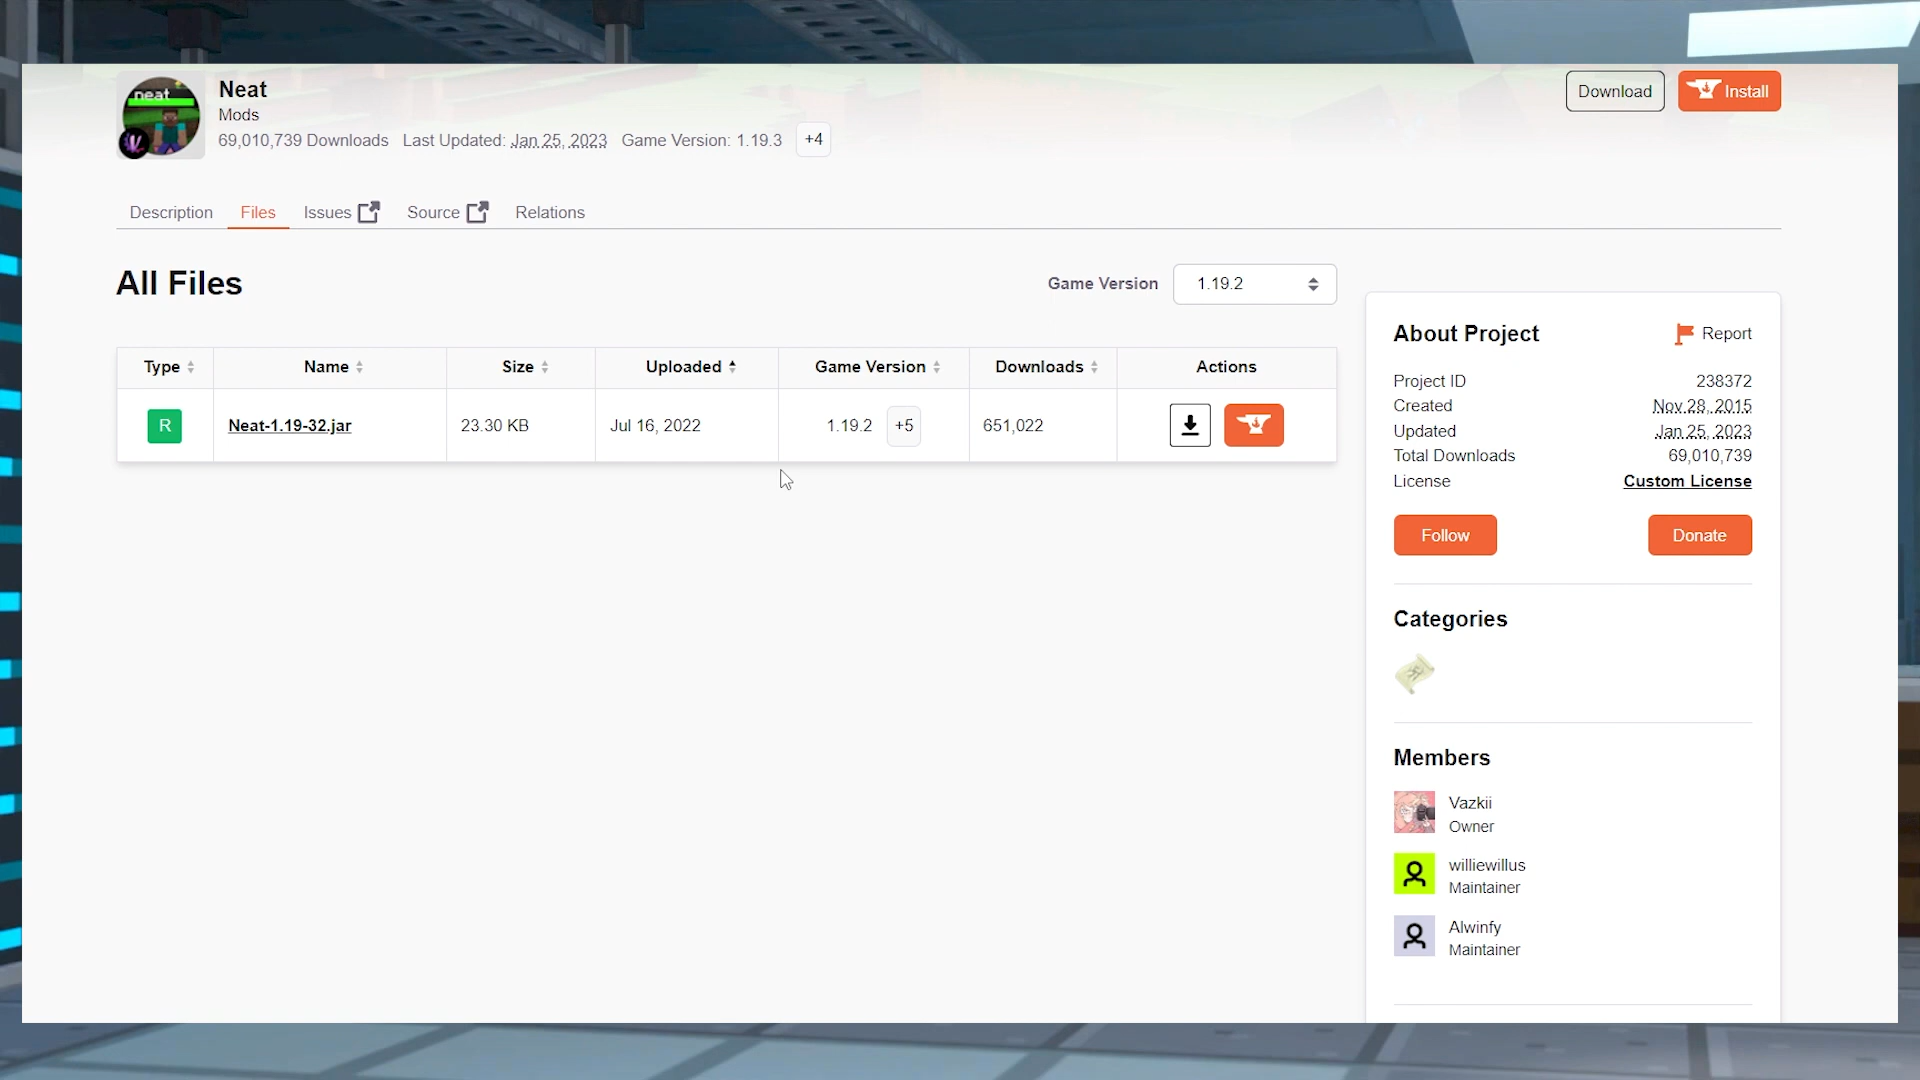 neat
Neat
Mods
69,010,739 Downloads Last Updated: Jan 25, 2023 Game Version: 1.19.3 +4
Download Install
Description Files Issues Source Relations
All Files
Game Version 1.19.2
Type Name Size Uploaded Game Version Downloads Actions
R Neat-1.19-32.jar 23.30 KB Jul 16, 2022 1.19.2 +5 651,022
About Project Report
Project ID 238372
Created Nov 28, 2015
Updated Jan 25, 2023
Total Downloads 69,010,739
License Custom License
Follow Donate
Categories
Members
Vazkii
Owner
williewillus
Maintainer
Alwinfy
Maintainer